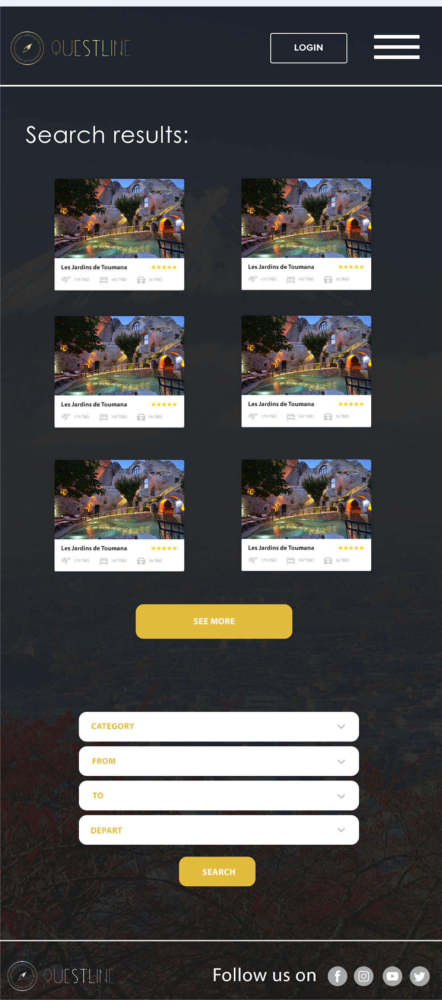 QUESTLINE
LOGIN
Search results:
Les Jardins de Toumana
179 TND 147 TND 36 TND
Les Jardins de Toumana
179 TND 147 TND 36 TND
Les Jardins de Toumana
179 TND 147 TND 36 TND
Les Jardins de Toumana
179 TND 147 TND 36 TND
Les Jardins de Toumana
179 TND 147 TND 36 TND
Les Jardins de Toumana
179 TND 147 TND 36 TND
SEE MORE
CATEGORY
FROM
TO
DEPART
SEARCH
QUESTLINE
Follow us on